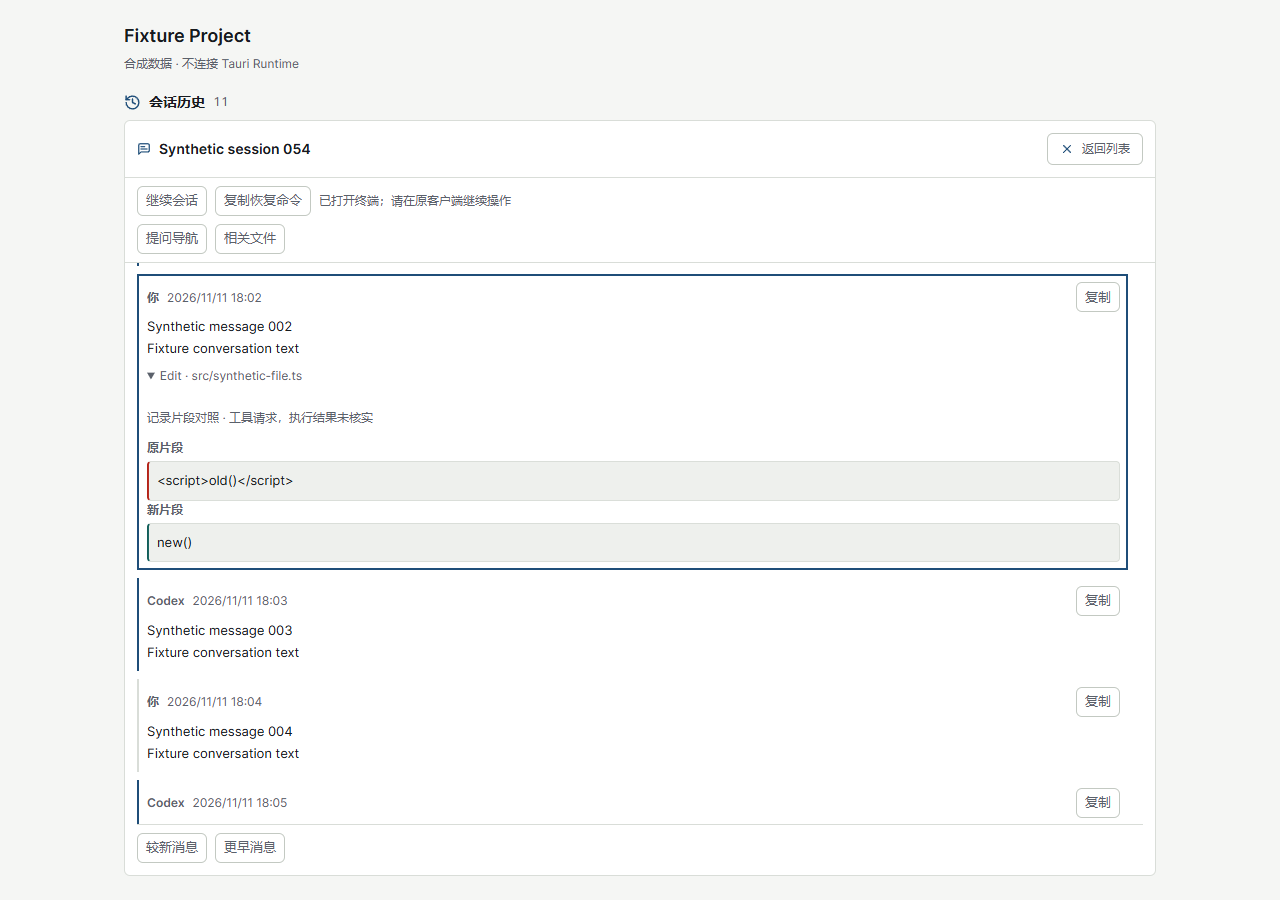 Fixture Project
合成数据 · 不连接 Tauri Runtime
会话历史 11
Synthetic session 054
返回列表
继续会话 复制恢复命令 已打开终端；请在原客户端继续操作
提问导航 相关文件
你 2026/11/11 18:02 复制
Synthetic message 002
Fixture conversation text
▼ Edit · src/synthetic-file.ts
记录片段对照 · 工具请求，执行结果未核实
原片段
<script>old()</script>
新片段
new()
Codex 2026/11/11 18:03 复制
Synthetic message 003
Fixture conversation text
你 2026/11/11 18:04 复制
Synthetic message 004
Fixture conversation text
Codex 2026/11/11 18:05 复制
较新消息 更早消息